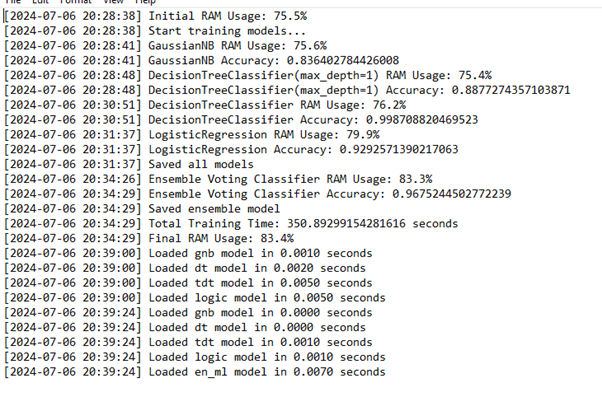 File Edit Format View Help
[2024-07-06 20:28:38] Initial RAM Usage: 75.5%
[2024-07-06 20:28:38] Start training models...
[2024-07-06 20:28:41] GaussianNB RAM Usage: 75.6%
[2024-07-06 20:28:41] GaussianNB Accuracy: 0.836402784426008
[2024-07-06 20:28:48] DecisionTreeClassifier(max_depth=1) RAM Usage: 75.4%
[2024-07-06 20:28:48] DecisionTreeClassifier(max_depth=1) Accuracy: 0.8877274357103871
[2024-07-06 20:30:51] DecisionTreeClassifier RAM Usage: 76.2%
[2024-07-06 20:30:51] DecisionTreeClassifier Accuracy: 0.998708820469523
[2024-07-06 20:31:37] LogisticRegression RAM Usage: 79.9%
[2024-07-06 20:31:37] LogisticRegression Accuracy: 0.9292571390217063
[2024-07-06 20:31:37] Saved all models
[2024-07-06 20:34:26] Ensemble Voting Classifier RAM Usage: 83.3%
[2024-07-06 20:34:29] Ensemble Voting Classifier Accuracy: 0.9675244502772239
[2024-07-06 20:34:29] Saved ensemble model
[2024-07-06 20:34:29] Total Training Time: 350.89299154281616 seconds
[2024-07-06 20:34:29] Final RAM Usage: 83.4%
[2024-07-06 20:39:00] Loaded gnb model in 0.0010 seconds
[2024-07-06 20:39:00] Loaded dt model in 0.0020 seconds
[2024-07-06 20:39:00] Loaded tdt model in 0.0050 seconds
[2024-07-06 20:39:00] Loaded logic model in 0.0050 seconds
[2024-07-06 20:39:24] Loaded gnb model in 0.0000 seconds
[2024-07-06 20:39:24] Loaded dt model in 0.0000 seconds
[2024-07-06 20:39:24] Loaded tdt model in 0.0010 seconds
[2024-07-06 20:39:24] Loaded logic model in 0.0010 seconds
[2024-07-06 20:39:24] Loaded en_ml model in 0.0070 seconds